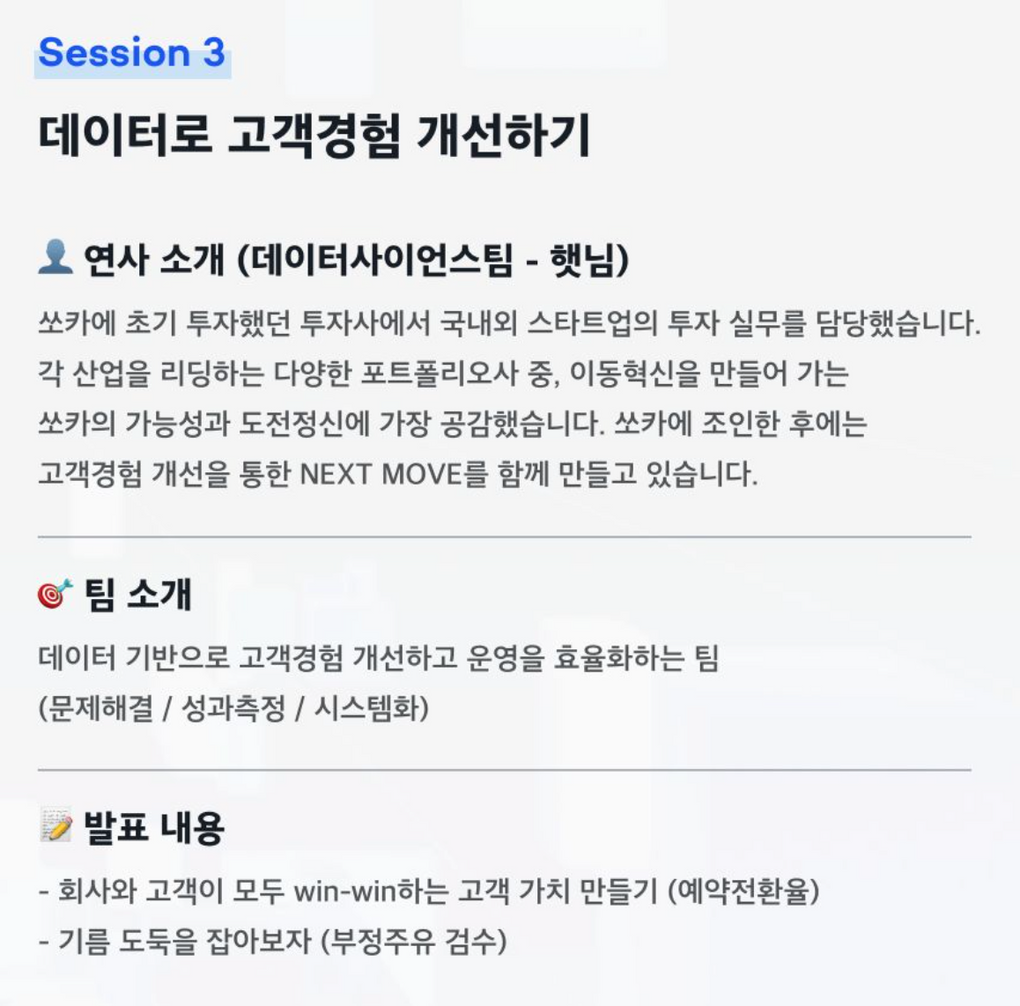 Session 3
데이터로 고객경험 개선하기
👤 연사 소개 (데이터사이언스팀 - 햇님)
쏘카에 초기 투자했던 투자사에서 국내외 스타트업의 투자 실무를 담당했습니다.
각 산업을 리딩하는 다양한 포트폴리오사 중, 이동혁신을 만들어 가는
쏘카의 가능성과 도전정신에 가장 공감했습니다. 쏘카에 조인한 후에는
고객경험 개선을 통한 NEXT MOVE를 함께 만들고 있습니다.
🎯 팀 소개
데이터 기반으로 고객경험 개선하고 운영을 효율화하는 팀
(문제해결 / 성과측정 / 시스템화)
📝 발표 내용
- 회사와 고객이 모두 win-win하는 고객 가치 만들기 (예약전환율)
- 기름 도둑을 잡아보자 (부정주유 검수)